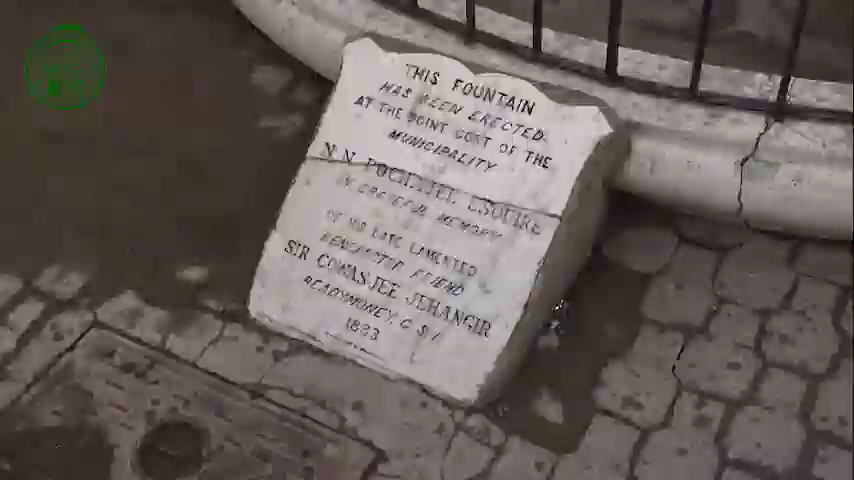 THIS FOUNTAIN
HAS BEEN ERECTED
AT THE JOINT COST OF THE
MUNICIPALITY
N. N. ESQUIRE
IN GRATEFUL MEMORY
OF HIS LATE LAMENTED
BENEFACTOR FRIEND
SIR COWASJEE JEHANGIR
READYMONEY, C S I
1883